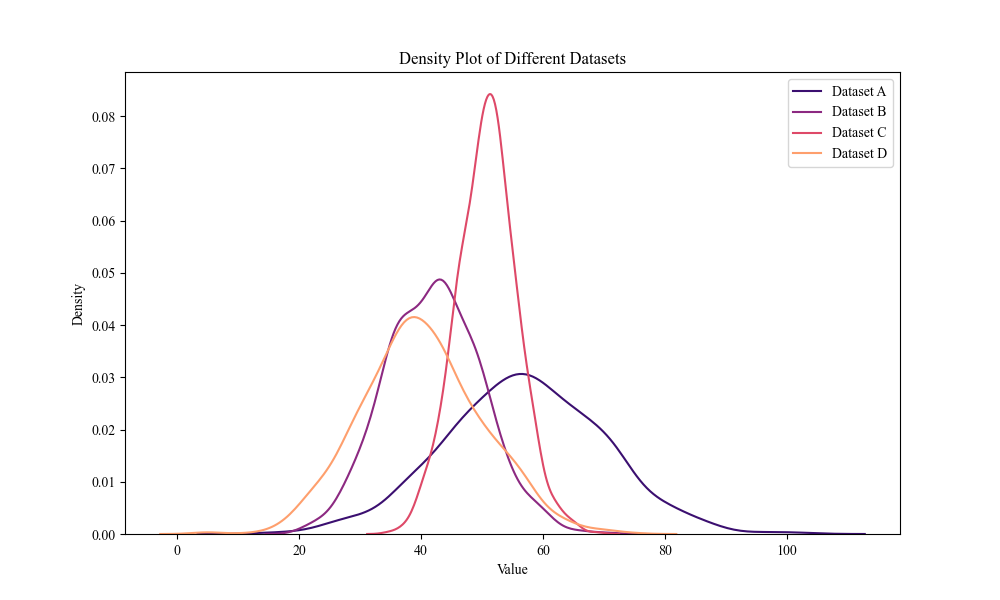 Density Plot of Different Datasets
Dataset A
Dataset B
Dataset C
Dataset D
Density
0.08
0.07
0.06
0.05
0.04
0.03
0.02
0.01
0.00
0 20 40 60 80 100
Value